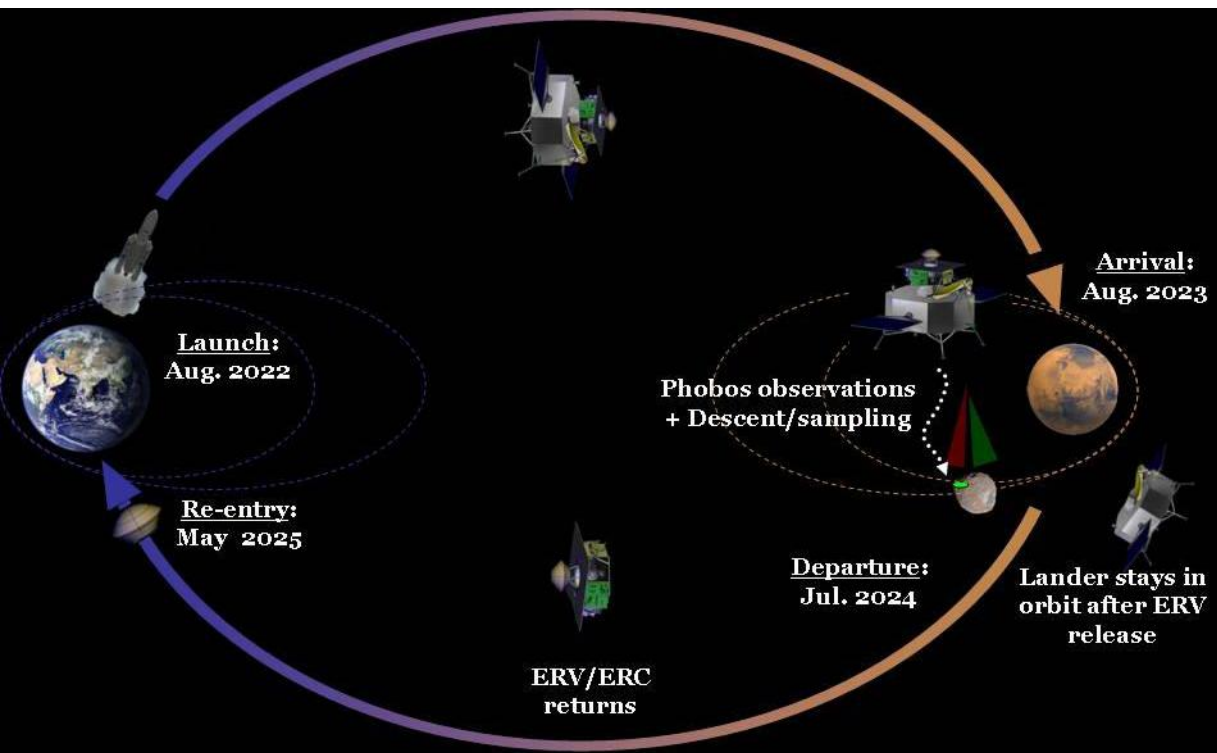 Launch:
Aug. 2022
Arrival:
Aug. 2023
Phobos observations
+ Descent/sampling
Re-entry:
May 2025
Departure:
Jul. 2024
Lander stays in
orbit after ERV
release
ERV/ERC
returns